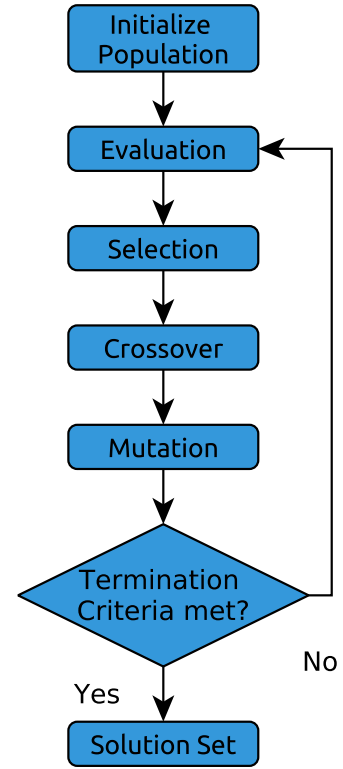 Initialize
Population
Evaluation
Selection
Crossover
Mutation
Termination
Criteria met?
No
Yes
Solution Set